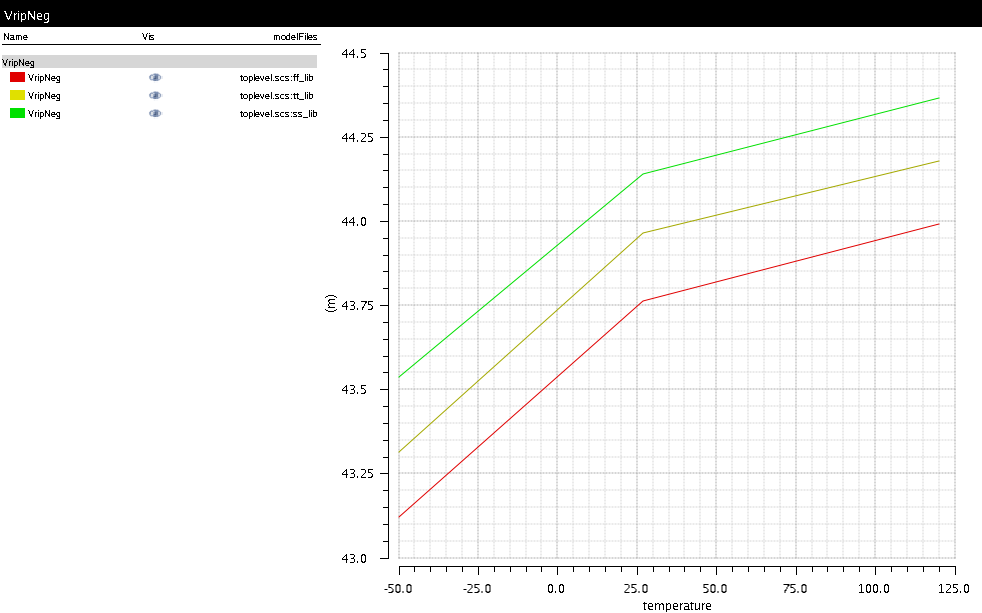 VripNeg
Name Vis modelFiles
VripNeg
VripNeg toplevel.scs:ff_lib
VripNeg toplevel.scs:tt_lib
VripNeg toplevel.scs:ss_lib
44.5
44.25
44.0
(m)
43.75
43.5
43.25
43.0
-50.0 -25.0 0.0 25.0 50.0 75.0 100.0 125.0
temperature